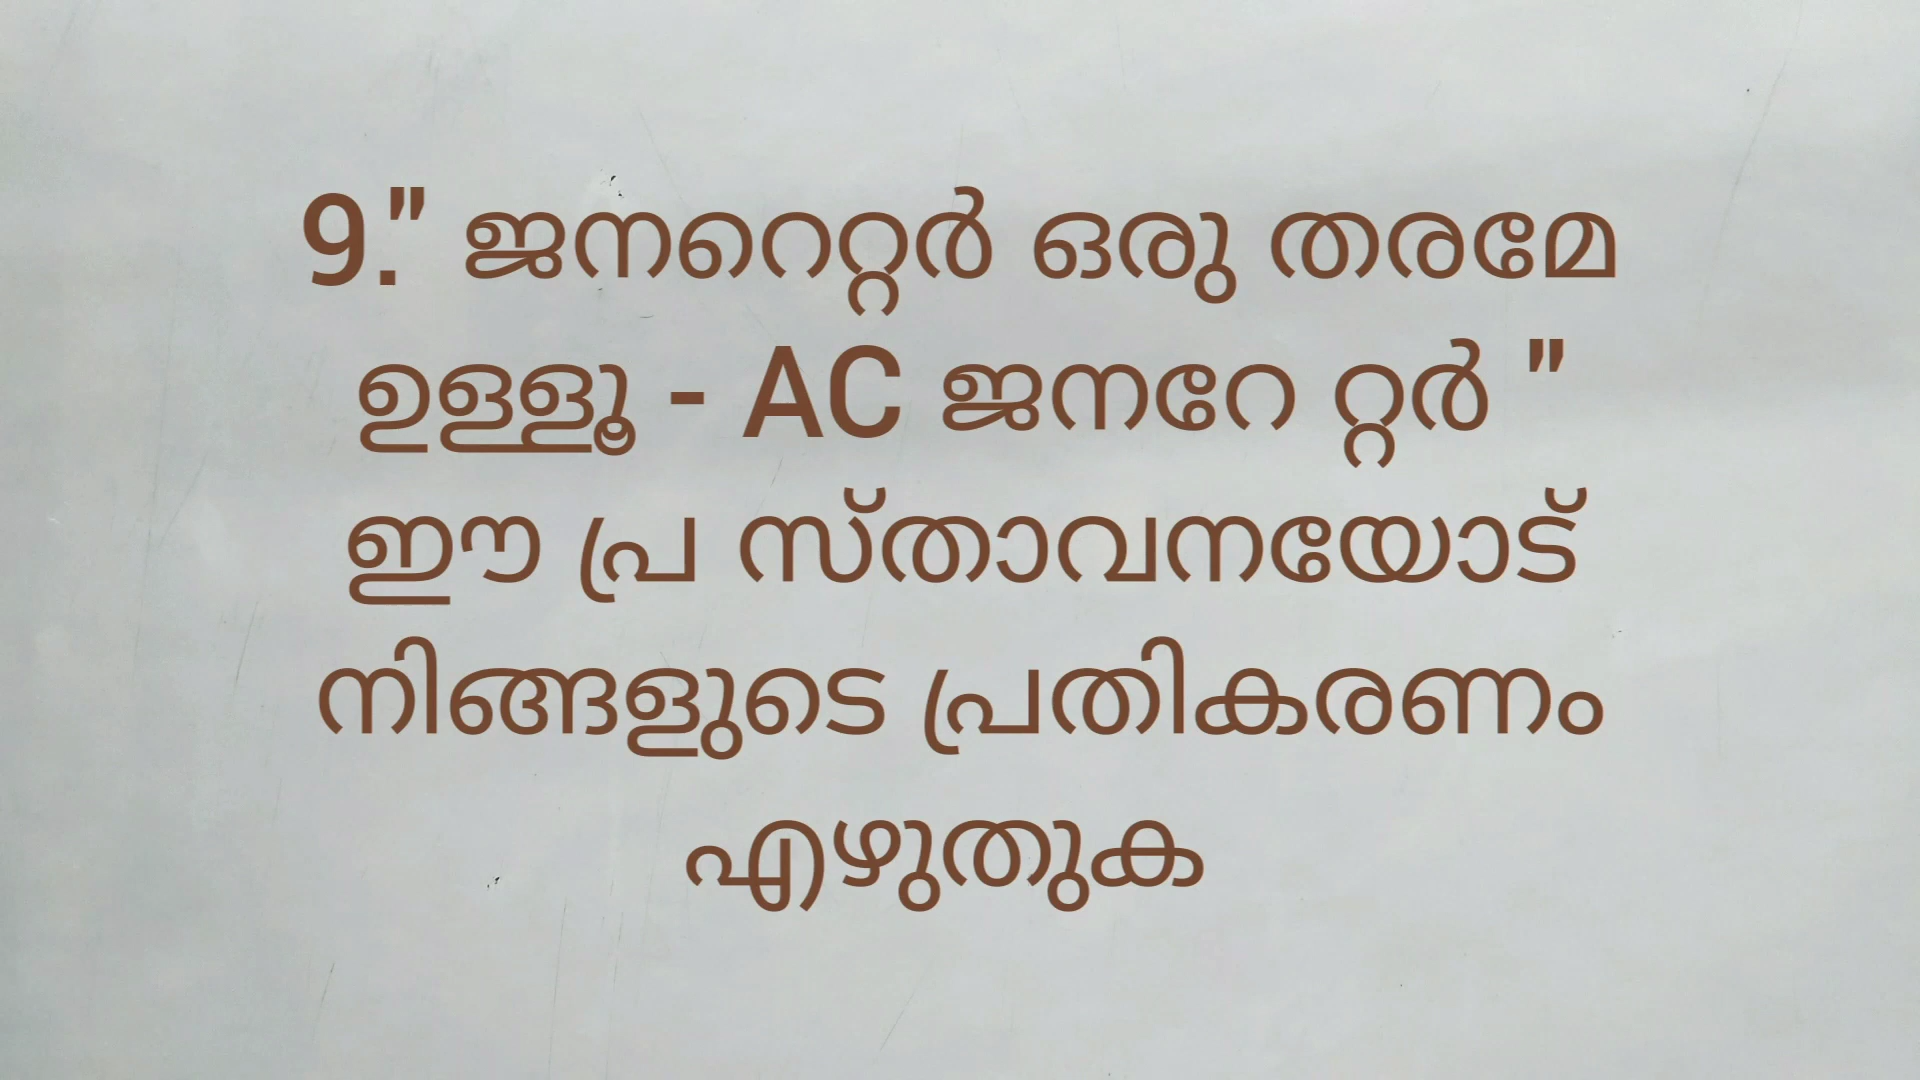 9." ജനറെറ്റർ ഒരു തരമേ
ഉള്ളൂ - AC ജനറേ റ്റർ "
ഈ പ്ര സ്താവനയോട്
നിങ്ങളുടെ പ്രതികരണം
എഴുതുക